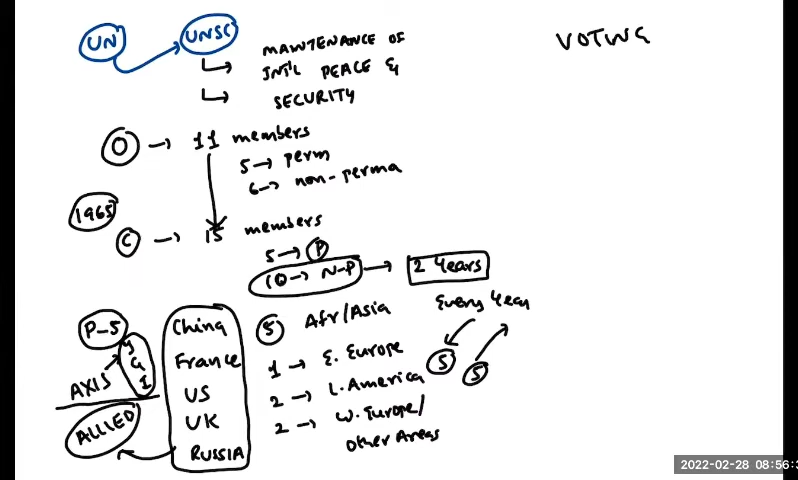 UN → UNSC
VOTING
↳ MAINTENANCE OF
INT'L PEACE &
↳ SECURITY
O → 11 members
5 → perm
6 → non-perma
1965
C → 15 members
5 → P
10 → N-P → 2 Years
Every Year
5 5
P-5
AXIS → J G I
ALLIED
China
France
US
UK
RUSSIA
5 Afr/Asia
1 → E. Europe
2 → L. America
2 → W. Europe/
Other Areas
2022-02-28 08:56:3